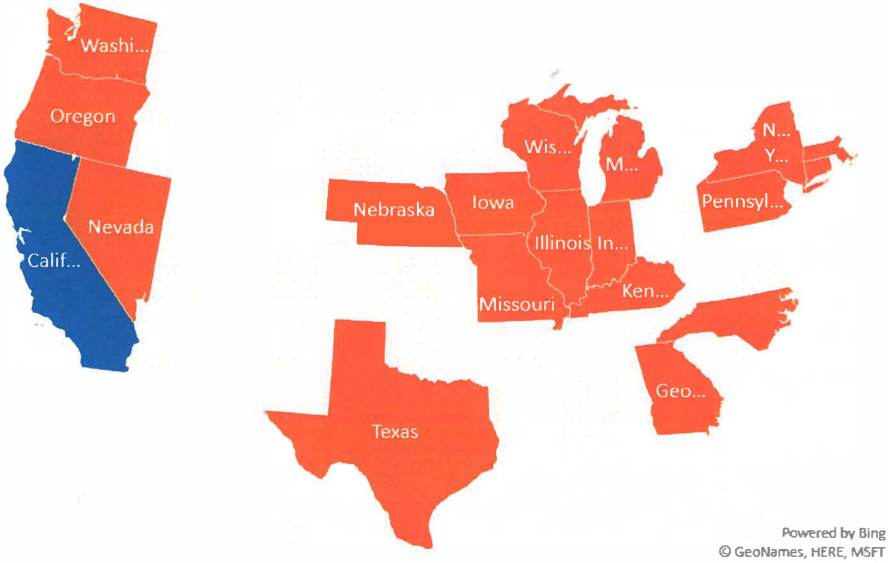 Washi...
Oregon
Nevada
Calif...
Nebraska
Iowa
Wis...
M...
Illinois
In...
Missouri
Ken...
N...
Y...
Pennsyl...
Geo...
Texas
Powered by Bing
© GeoNames, HERE, MSFT